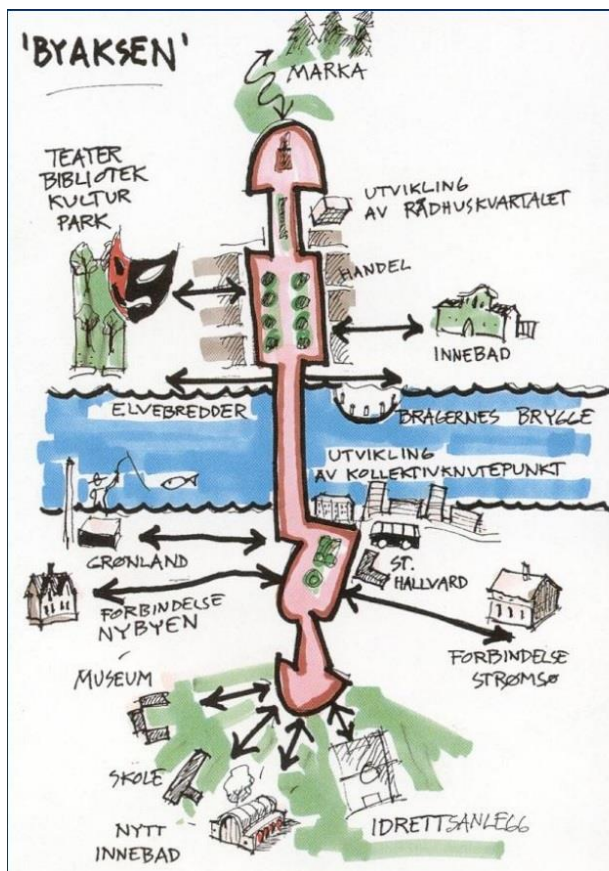 'BYAKSEN'
MARKA
TEATER
BIBLIOTEK
KULTUR
PARK
UTVIKLING
AV RÅDHUSKVARTALET
HANDEL
INNEBAD
ELVEBREDDER
BRAGERNES BRYGGE
UTVIKLING
AV KOLLEKTIVKNUTEPUNKT
GRØNLAND
ST.
HALLVARD
FORBINDELSE
NYBYEN
FORBINDELSE
STRØMSØ
MUSEUM
SKOLE
NYTT
INNEBAD
IDRETTSANLEGG